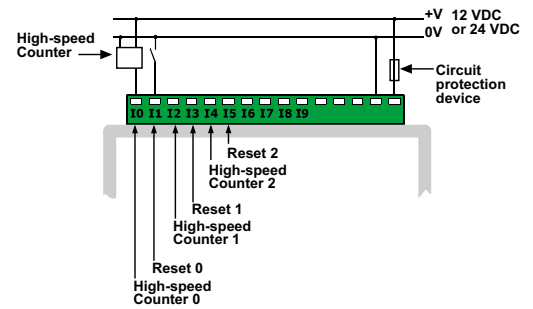 +V 12 VDC
0V or 24 VDC
High-speed
Counter
Circuit
protection
device
I0 I1 I2 I3 I4 I5 I6 I7 I8 I9
Reset 2
High-speed
Counter 2
Reset 1
High-speed
Counter 1
Reset 0
High-speed
Counter 0